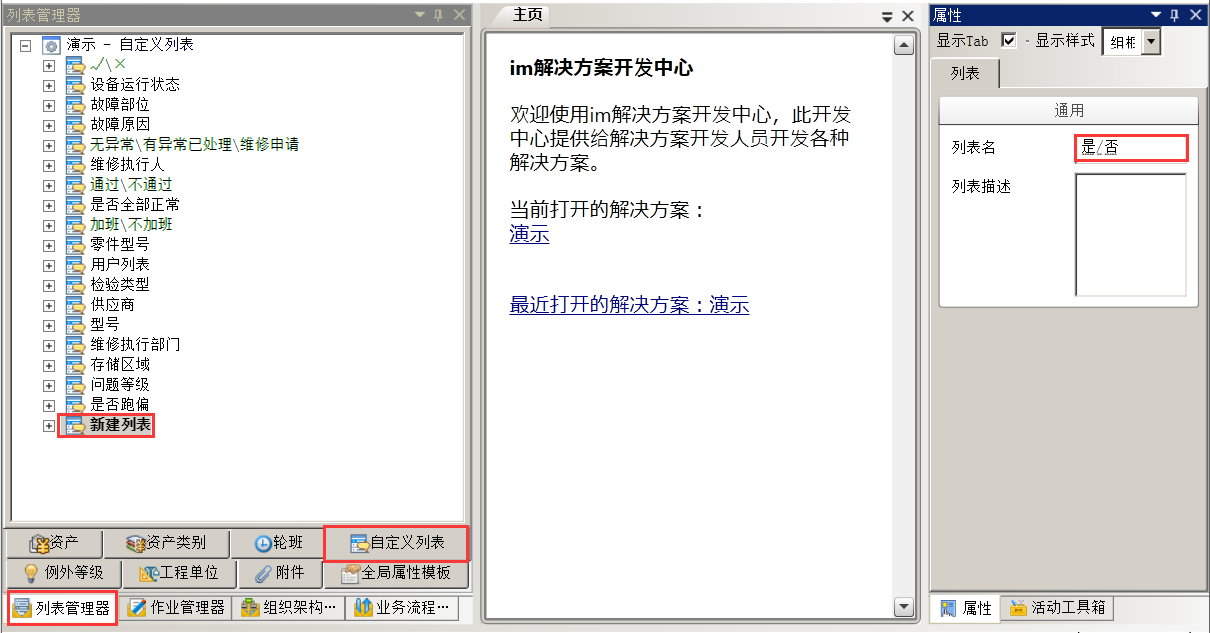 列表管理器
演示 - 自定义列表
✓\×
设备运行状态
故障部位
故障原因
无异常\有异常已处理\维修申请
维修执行人
通过\不通过
是否全部正常
加班\不加班
零件型号
用户列表
检验类型
供应商
型号
维修执行部门
存储区域
问题等级
是否跑偏
新建列表
资产 资产类别 轮班 自定义列表
例外等级 工程单位 附件 全局属性模板
列表管理器 作业管理器 组织架构… 业务流程…
主页
im解决方案开发中心
欢迎使用im解决方案开发中心，此开发
中心提供给解决方案开发人员开发各种
解决方案。
当前打开的解决方案：
演示
最近打开的解决方案：演示
属性
显示Tab - 显示样式 细框
列表
通用
列表名 是/否
列表描述
属性 活动工具箱